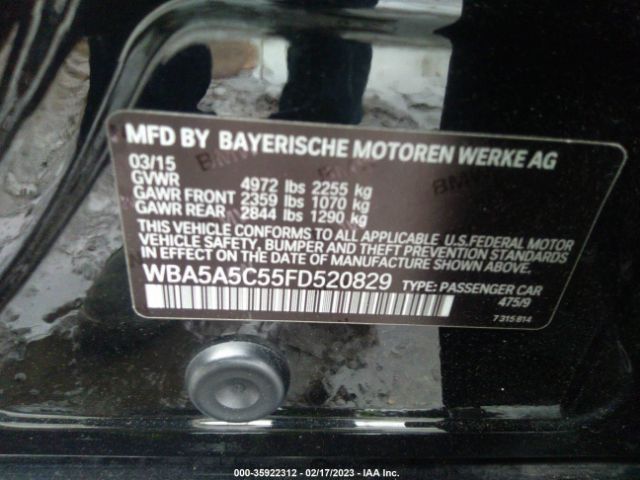 MFD BY BAYERISCHE MOTOREN WERKE AG
03/15
GVWR 4972 lbs 2255 kg
GAWR FRONT 2359 lbs 1070 kg
GAWR REAR 2844 lbs 1290 kg
THIS VEHICLE CONFORMS TO ALL APPLICABLE U.S.FEDERAL MOTOR
VEHICLE SAFETY, BUMPER AND THEFT PREVENTION STANDARDS
IN EFFECT ON THE DATE OF MANUFACTURE SHOWN ABOVE.
WBA5A5C55FD520829 TYPE: PASSENGER CAR
475/9
7 315 814
000-35922312 - 02/17/2023 - IAA Inc.